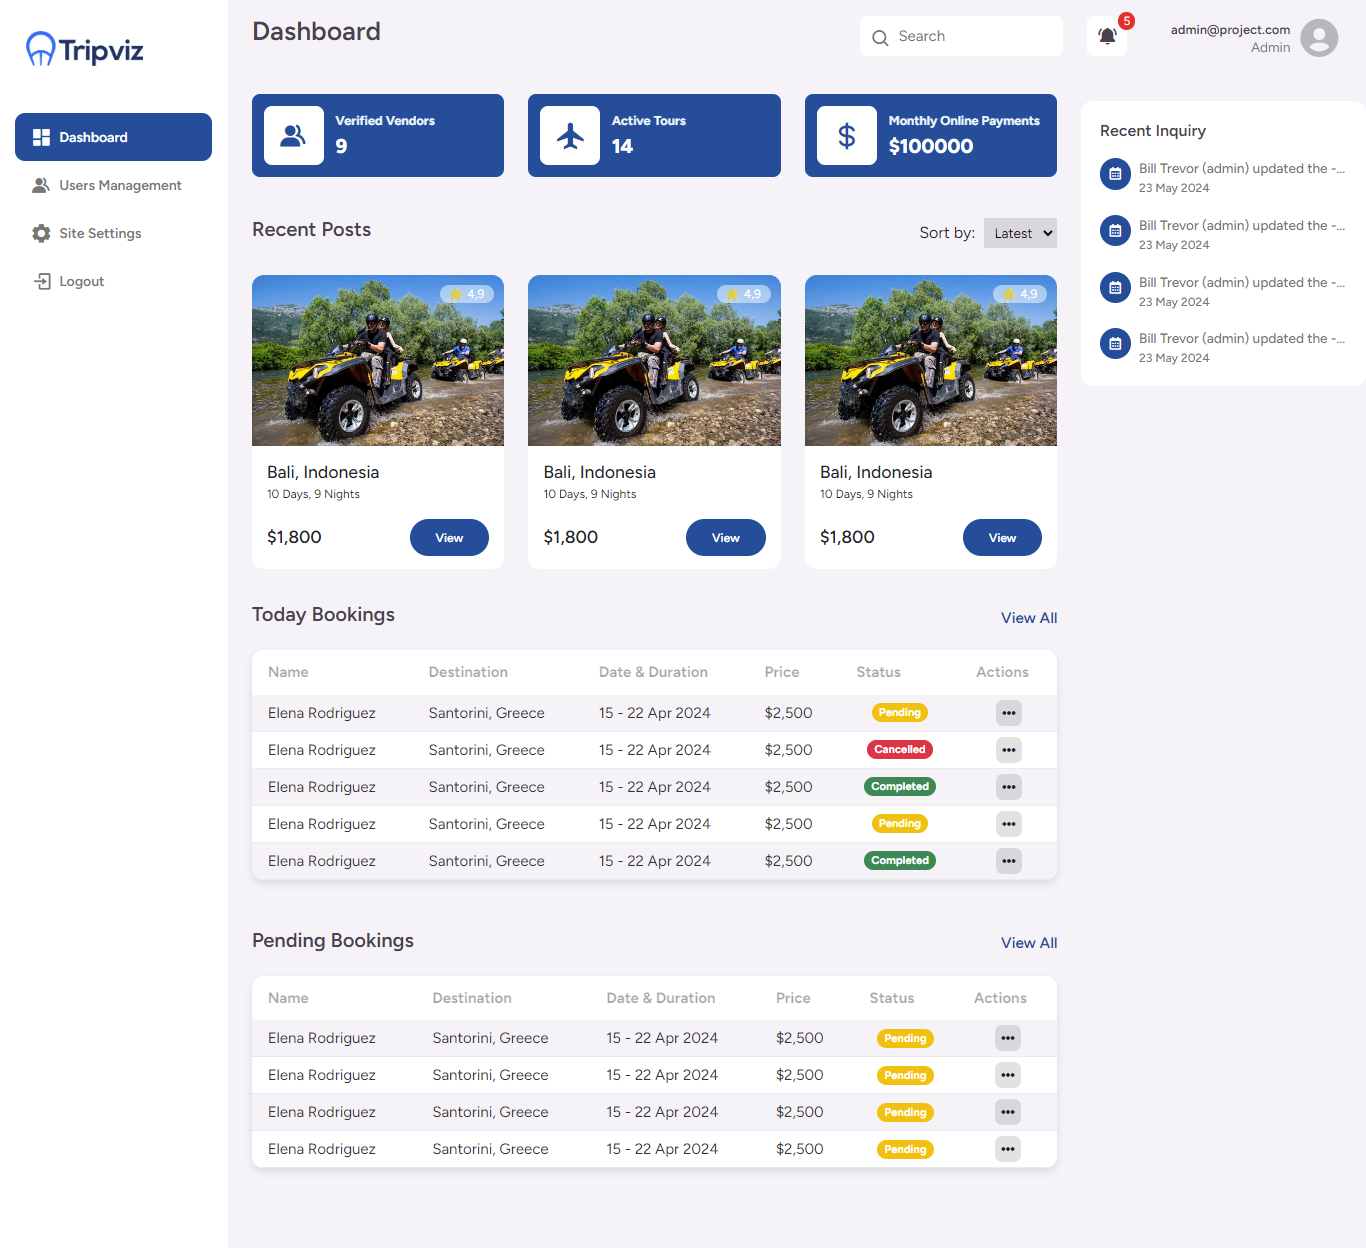 Tripviz
Dashboard
Users Management
Site Settings
Logout
Dashboard
Search
5
admin@project.com
Admin
Verified Vendors
9
Active Tours
14
Monthly Online Payments
$100000
Recent Posts
Sort by: Latest
4,9
Bali, Indonesia
10 Days, 9 Nights
$1,800 View
4,9
Bali, Indonesia
10 Days, 9 Nights
$1,800 View
4,9
Bali, Indonesia
10 Days, 9 Nights
$1,800 View
Today Bookings View All
Name Destination Date & Duration Price Status Actions
Elena Rodriguez Santorini, Greece 15 - 22 Apr 2024 $2,500 Pending
Elena Rodriguez Santorini, Greece 15 - 22 Apr 2024 $2,500 Cancelled
Elena Rodriguez Santorini, Greece 15 - 22 Apr 2024 $2,500 Completed
Elena Rodriguez Santorini, Greece 15 - 22 Apr 2024 $2,500 Pending
Elena Rodriguez Santorini, Greece 15 - 22 Apr 2024 $2,500 Completed
Pending Bookings View All
Name Destination Date & Duration Price Status Actions
Elena Rodriguez Santorini, Greece 15 - 22 Apr 2024 $2,500 Pending
Elena Rodriguez Santorini, Greece 15 - 22 Apr 2024 $2,500 Pending
Elena Rodriguez Santorini, Greece 15 - 22 Apr 2024 $2,500 Pending
Elena Rodriguez Santorini, Greece 15 - 22 Apr 2024 $2,500 Pending
Recent Inquiry
Bill Trevor (admin) updated the -...
23 May 2024
Bill Trevor (admin) updated the -...
23 May 2024
Bill Trevor (admin) updated the -...
23 May 2024
Bill Trevor (admin) updated the -...
23 May 2024